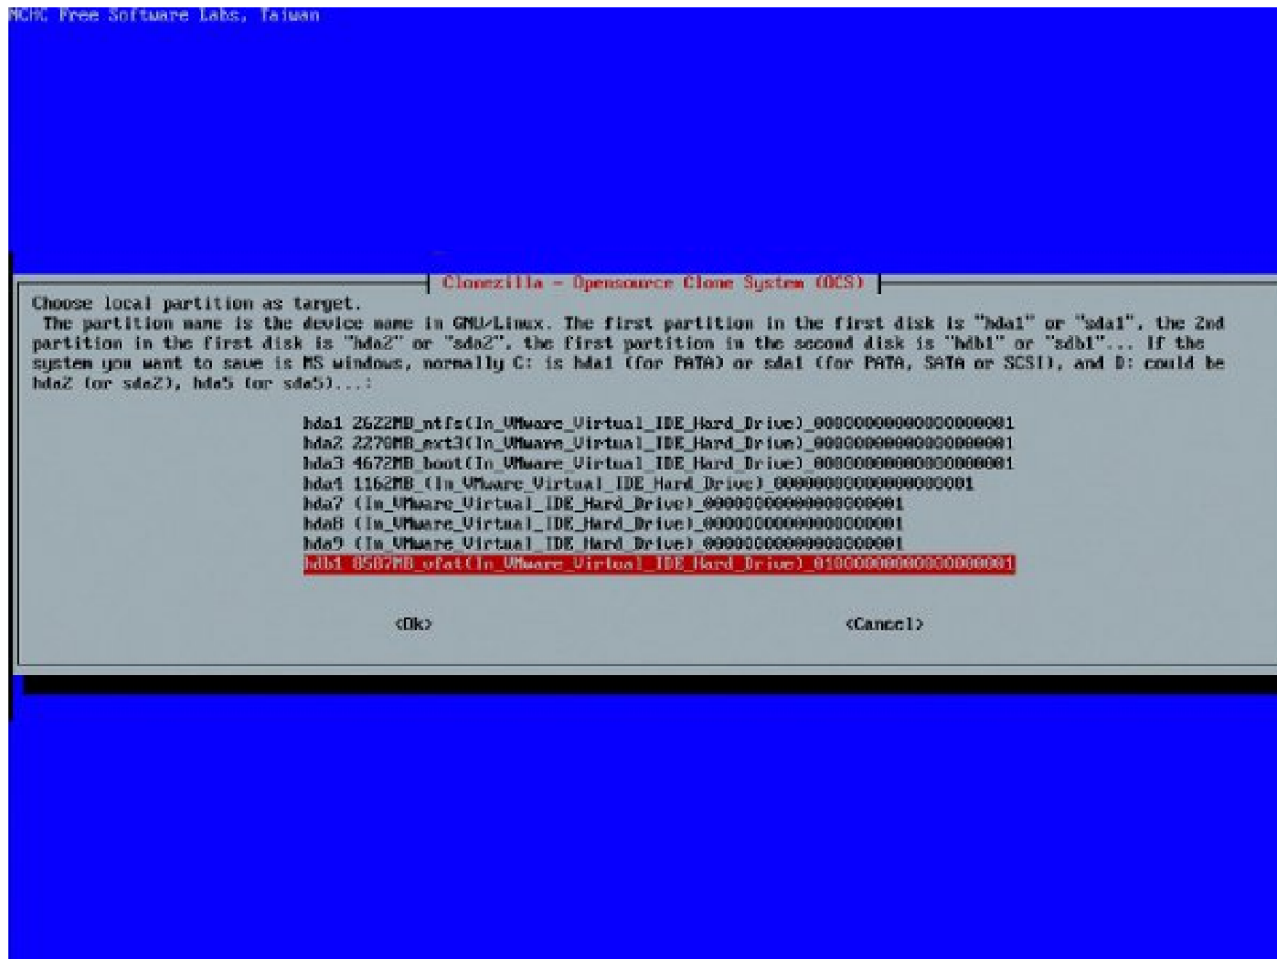 NCHC Free Software Labs, Taiwan
Clonezilla - Opensource Clone System (OCS)
Choose local partition as target.
The partition name is the device name in GNU/Linux. The first partition in the first disk is "hda1" or "sda1", the 2nd
partition in the first disk is "hda2" or "sda2", the first partition in the second disk is "hdb1" or "sdb1"... If the
system you want to save is MS windows, normally C: is hda1 (for PATA) or sda1 (for PATA, SATA or SCSI), and D: could be
hda2 (or sda2), hda5 (or sda5)...:
hda1 2622MB_ntfs(In_VMware_Virtual_IDE_Hard_Drive)_00000000000000000001
hda2 2270MB_ext3(In_VMware_Virtual_IDE_Hard_Drive)_00000000000000000001
hda3 4672MB_boot(In_VMware_Virtual_IDE_Hard_Drive)_00000000000000000001
hda4 1162MB_(In_VMware_Virtual_IDE_Hard_Drive)_00000000000000000001
hda7 (In_VMware_Virtual_IDE_Hard_Drive)_00000000000000000001
hda8 (In_VMware_Virtual_IDE_Hard_Drive)_00000000000000000001
hda9 (In_VMware_Virtual_IDE_Hard_Drive)_00000000000000000001
hdb1 8587MB_vfat(In_VMware_Virtual_IDE_Hard_Drive)_01000000000000000001
<Ok> <Cancel>